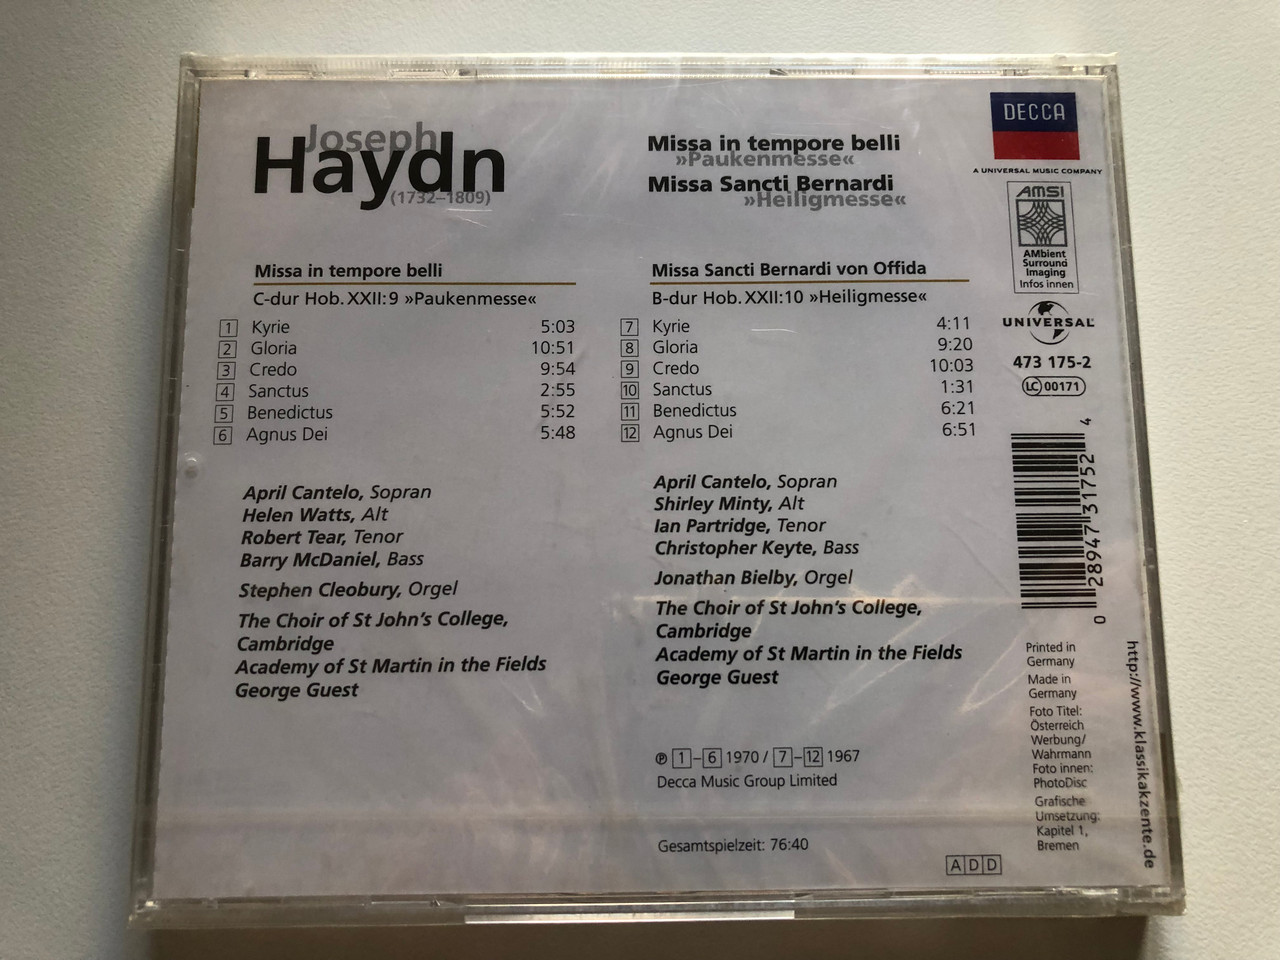 Joseph
Haydn
(1732–1809)
Missa in tempore belli
»Paukenmesse«
Missa Sancti Bernardi
»Heiligmesse«
DECCA
A UNIVERSAL MUSIC COMPANY
AMSI
AMbient
Surround
Imaging
Infos innen
UNIVERSAL
473 175-2
LC 00171
Missa in tempore belli
C-dur Hob. XXII:9 »Paukenmesse«
1 Kyrie 5:03
2 Gloria 10:51
3 Credo 9:54
4 Sanctus 2:55
5 Benedictus 5:52
6 Agnus Dei 5:48
April Cantelo, Sopran
Helen Watts, Alt
Robert Tear, Tenor
Barry McDaniel, Bass
Stephen Cleobury, Orgel
The Choir of St John's College,
Cambridge
Academy of St Martin in the Fields
George Guest
Missa Sancti Bernardi von Offida
B-dur Hob. XXII:10 »Heiligmesse«
7 Kyrie 4:11
8 Gloria 9:20
9 Credo 10:03
10 Sanctus 1:31
11 Benedictus 6:21
12 Agnus Dei 6:51
April Cantelo, Sopran
Shirley Minty, Alt
Ian Partridge, Tenor
Christopher Keyte, Bass
Jonathan Bielby, Orgel
The Choir of St John's College,
Cambridge
Academy of St Martin in the Fields
George Guest
℗ 1–6 1970 / 7–12 1967
Decca Music Group Limited
Gesamtspielzeit: 76:40
ADD
0 28947 31752 4
Printed in
Germany
Made in
Germany
Foto Titel:
Österreich
Werbung/
Wahrmann
Foto innen:
PhotoDisc
Grafische
Umsetzung:
Kapitel 1,
Bremen
http://www.klassikakzente.de